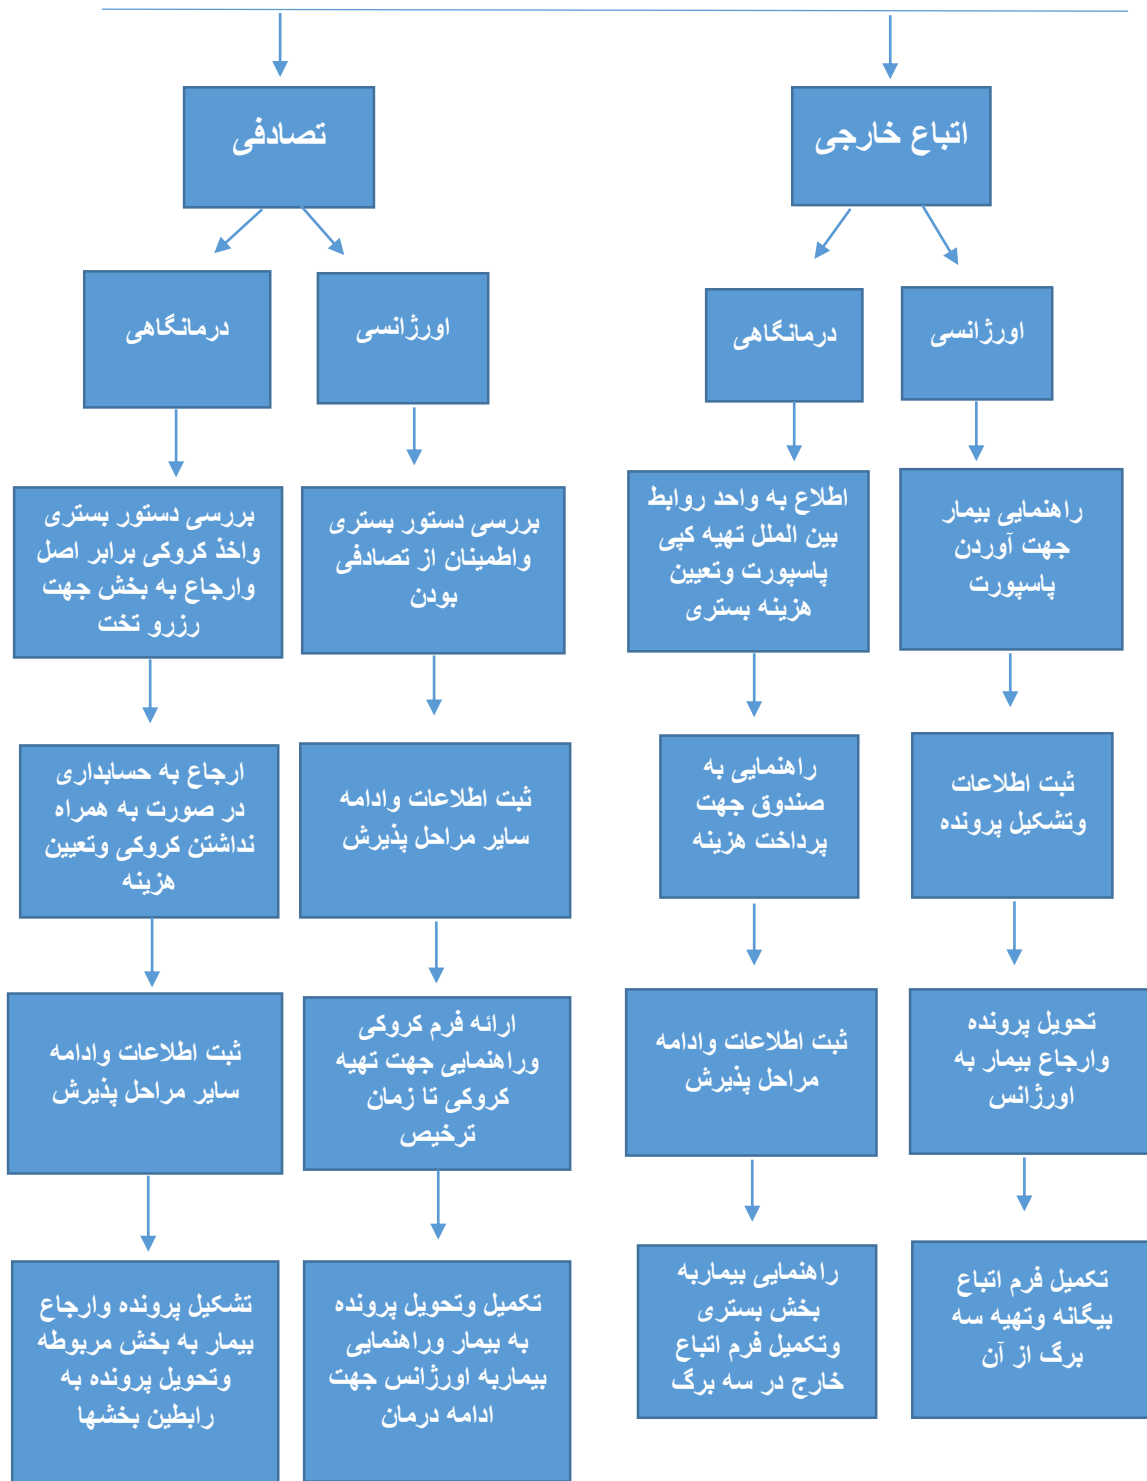 اتباع خارجی
تصادفی
اورژانسی
درمانگاهی
اورژانسی
درمانگاهی
راهنمایی بیمار
جهت آوردن
پاسپورت
اطلاع به واحد روابط
بین الملل تهیه کپی
پاسپورت وتعیین
هزینه بستری
بررسی دستور بستری
واطمینان از تصادفی
بودن
بررسی دستور بستری
واخذ کروکی برابر اصل
وارجاع به بخش جهت
رزرو تخت
ثبت اطلاعات
وتشکیل پرونده
راهنمایی به
صندوق جهت
پرداخت هزینه
ثبت اطلاعات وادامه
سایر مراحل پذیرش
ارجاع به حسابداری
در صورت به همراه
نداشتن کروکی وتعیین
هزینه
تحویل پرونده
وارجاع بیمار به
اورژانس
ثبت اطلاعات وادامه
مراحل پذیرش
ارائه فرم کروکی
وراهنمایی جهت تهیه
کروکی تا زمان
ترخیص
ثبت اطلاعات وادامه
سایر مراحل پذیرش
تکمیل فرم اتباع
بیگانه وتهیه سه
برگ از آن
راهنمایی بیماربه
بخش بستری
وتکمیل فرم اتباع
خارج در سه برگ
تکمیل وتحویل پرونده
به بیمار وراهنمایی
بیماربه اورژانس جهت
ادامه درمان
تشکیل پرونده وارجاع
بیمار به بخش مربوطه
وتحویل پرونده به
رابطین بخشها